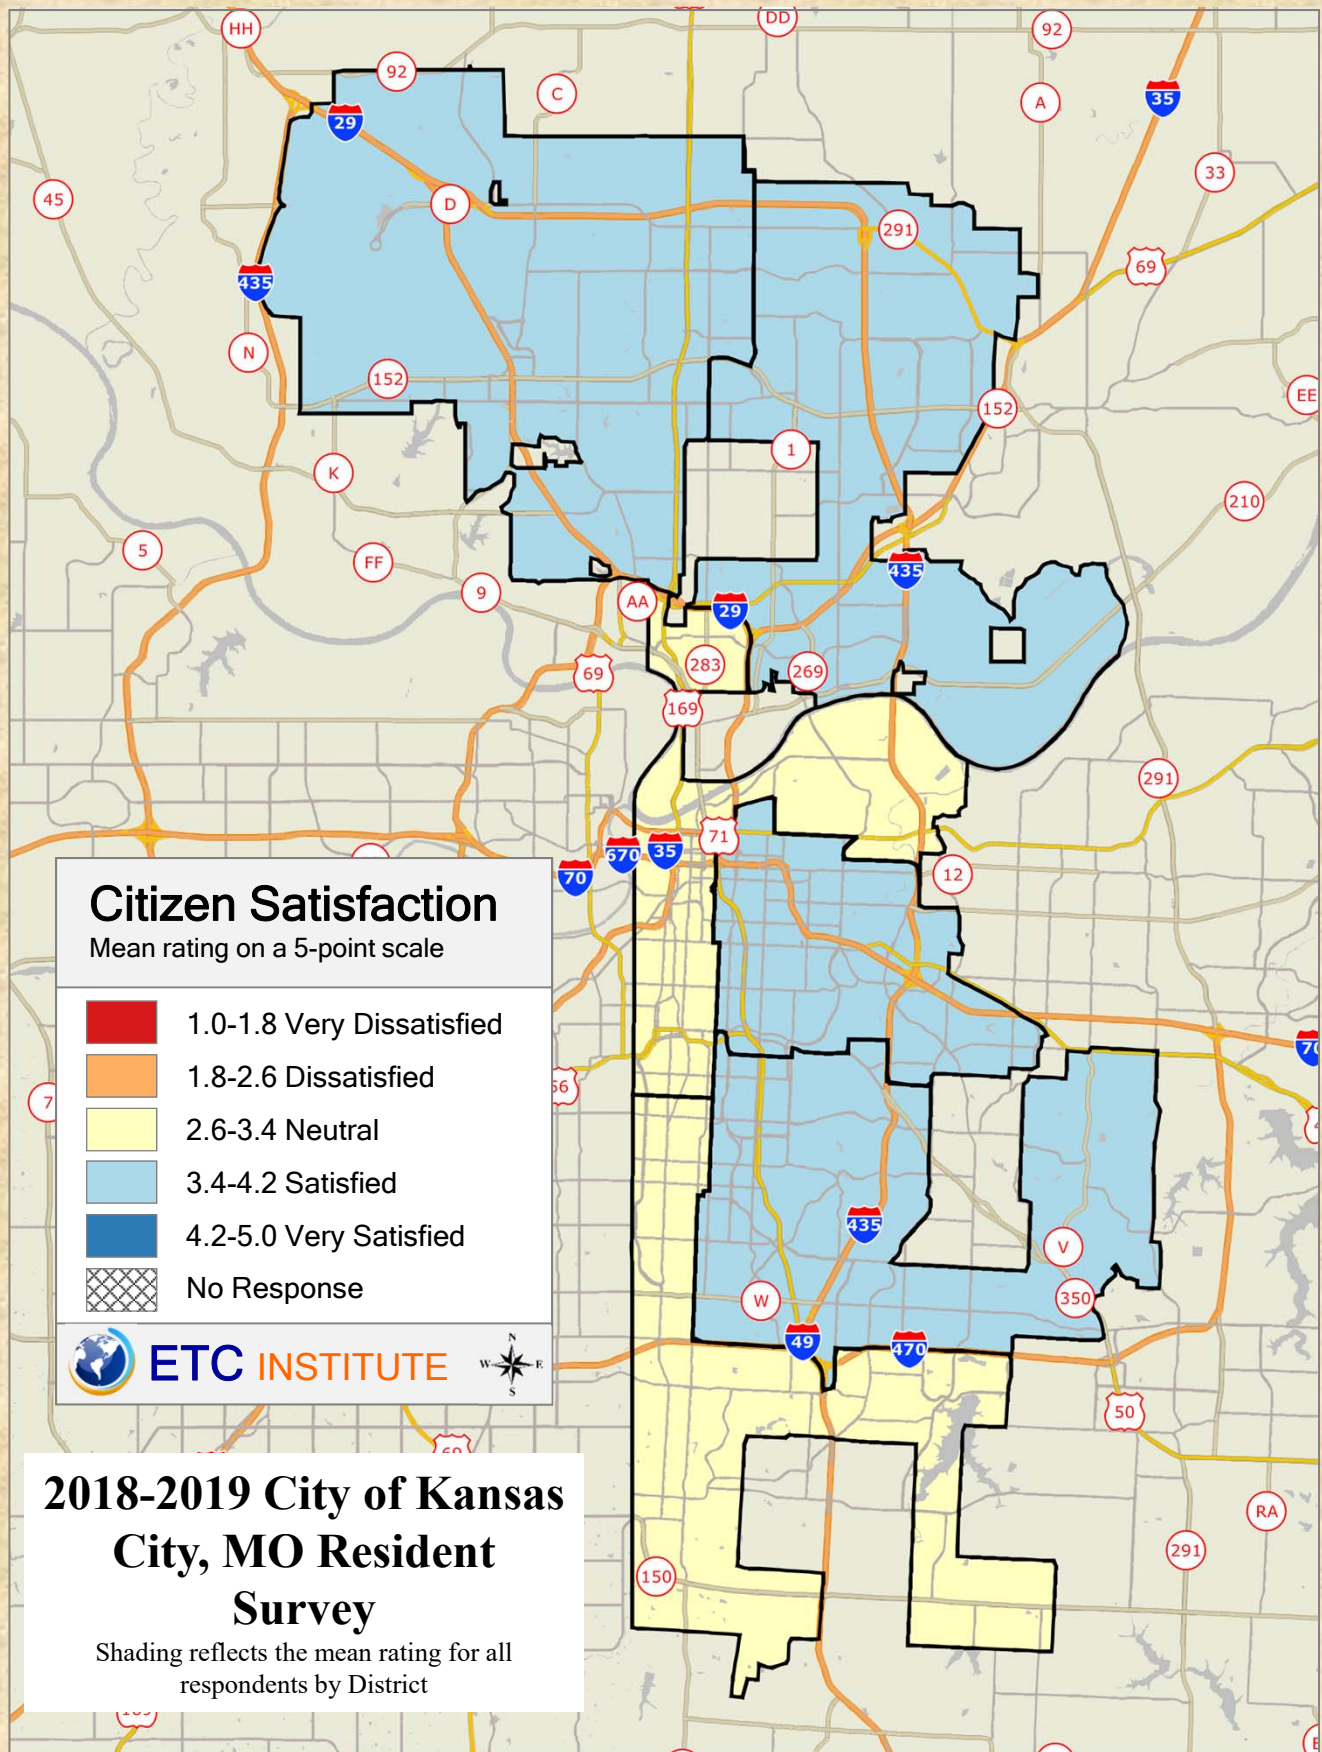 HH
DD
92
92
C
A
35
29
33
45
D
291
69
435
N
152
EE
152
1
K
210
5
FF
435
9
AA
29
283
269
69
169
291
71
670
35
70
12
70
56
7
435
V
W
350
49
470
50
RA
291
150
Citizen Satisfaction
Mean rating on a 5-point scale
1.0-1.8 Very Dissatisfied
1.8-2.6 Dissatisfied
2.6-3.4 Neutral
3.4-4.2 Satisfied
4.2-5.0 Very Satisfied
No Response
ETC INSTITUTE
N
W E
S
2018-2019 City of Kansas
City, MO Resident
Survey
Shading reflects the mean rating for all
respondents by District